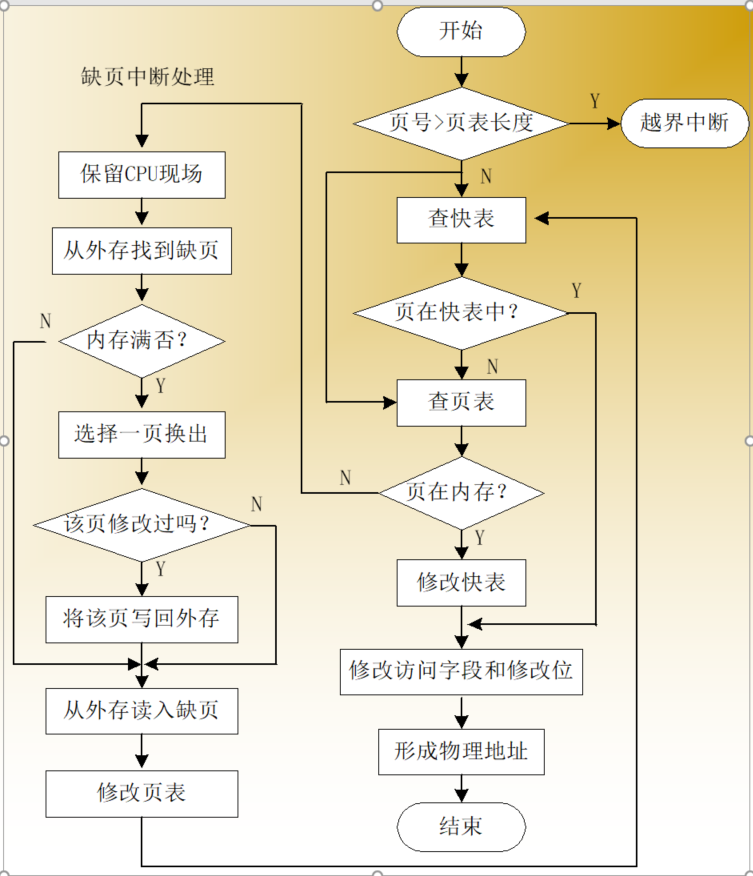 开始
缺页中断处理
Y
页号>页表长度
越界中断
保留CPU现场
N
查快表
从外存找到缺页
Y
页在快表中?
N
内存满否?
N
Y
查页表
选择一页换出
N
页在内存?
N
该页修改过吗?
Y
Y
修改快表
将该页写回外存
修改访问字段和修改位
从外存读入缺页
形成物理地址
修改页表
结束